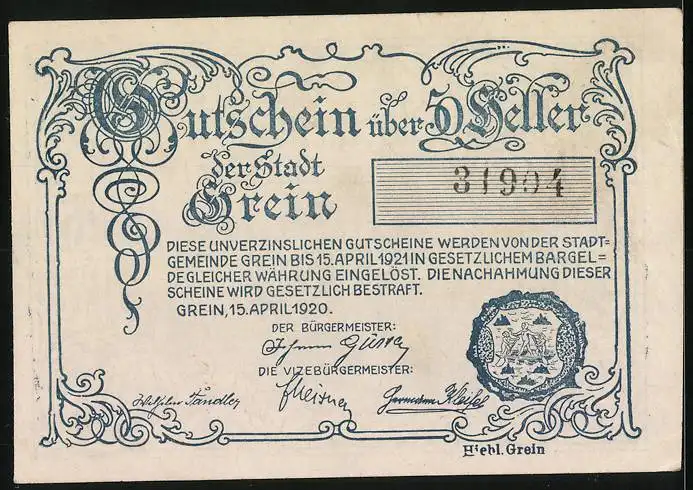 Gutschein über 50 Heller
der Stadt
Grein
31904
DIESE UNVERZINSLICHEN GUTSCHEINE WERDEN VON DER STADT=
GEMEINDE GREIN BIS 15. APRIL 1921 IN GESETZLICHEM BARGEL=
DE GLEICHER WÄHRUNG EINGELÖST. DIE NACHAHMUNG DIESER
SCHEINE WIRD GESETZLICH BESTRAFT.
GREIN, 15. APRIL 1920.
DER BÜRGERMEISTER:
DIE VIZEBÜRGERMEISTER:
Hiebl. Grein